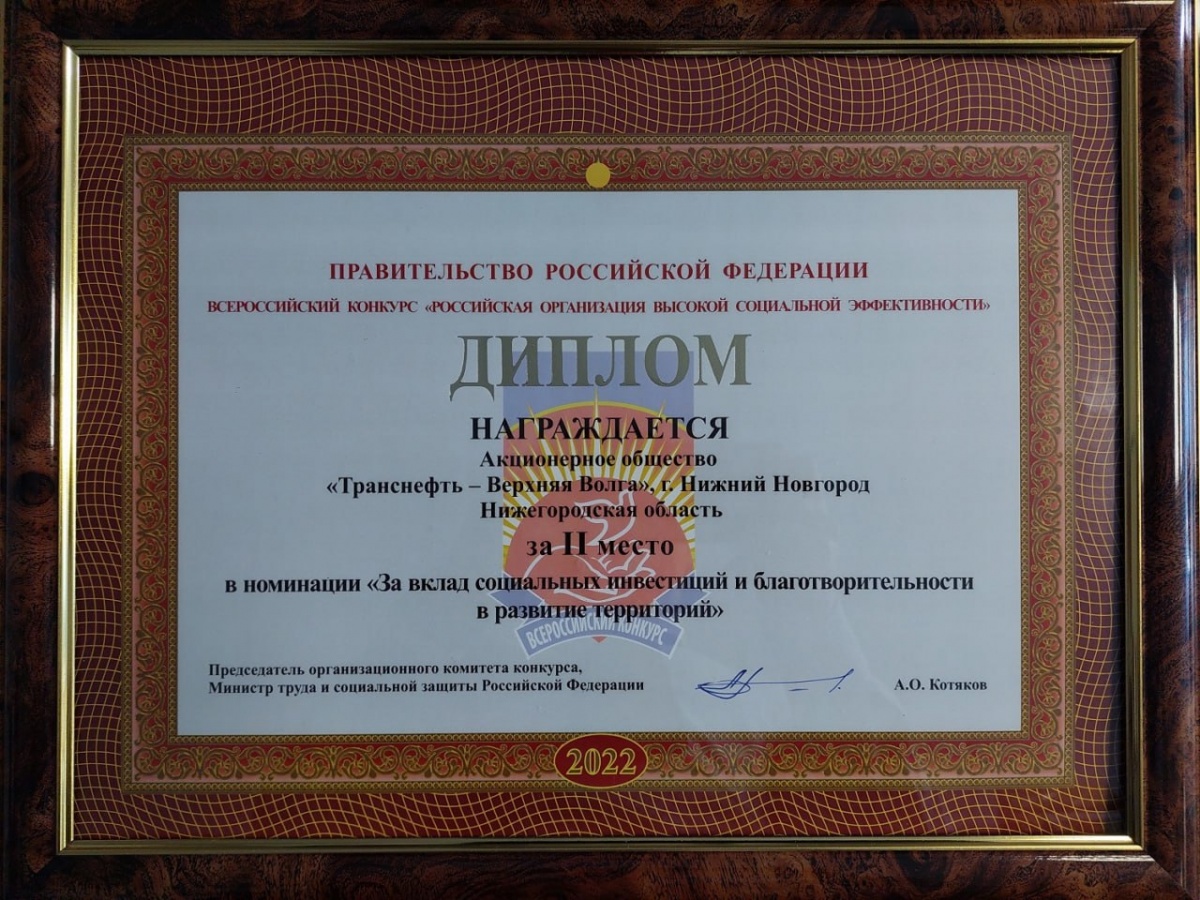 ПРАВИТЕЛЬСТВО РОССИЙСКОЙ ФЕДЕРАЦИИ
ВСЕРОССИЙСКИЙ КОНКУРС «РОССИЙСКАЯ ОРГАНИЗАЦИЯ ВЫСОКОЙ СОЦИАЛЬНОЙ ЭФФЕКТИВНОСТИ»
ДИПЛОМ
НАГРАЖДАЕТСЯ
Акционерное общество
«Транснефть – Верхняя Волга», г. Нижний Новгород
Нижегородская область
за II место
в номинации «За вклад социальных инвестиций и благотворительности
в развитие территорий»
ВСЕРОССИЙСКИЙ КОНКУРС
Председатель организационного комитета конкурса,
Министр труда и социальной защиты Российской Федерации
А.О. Котяков
2022